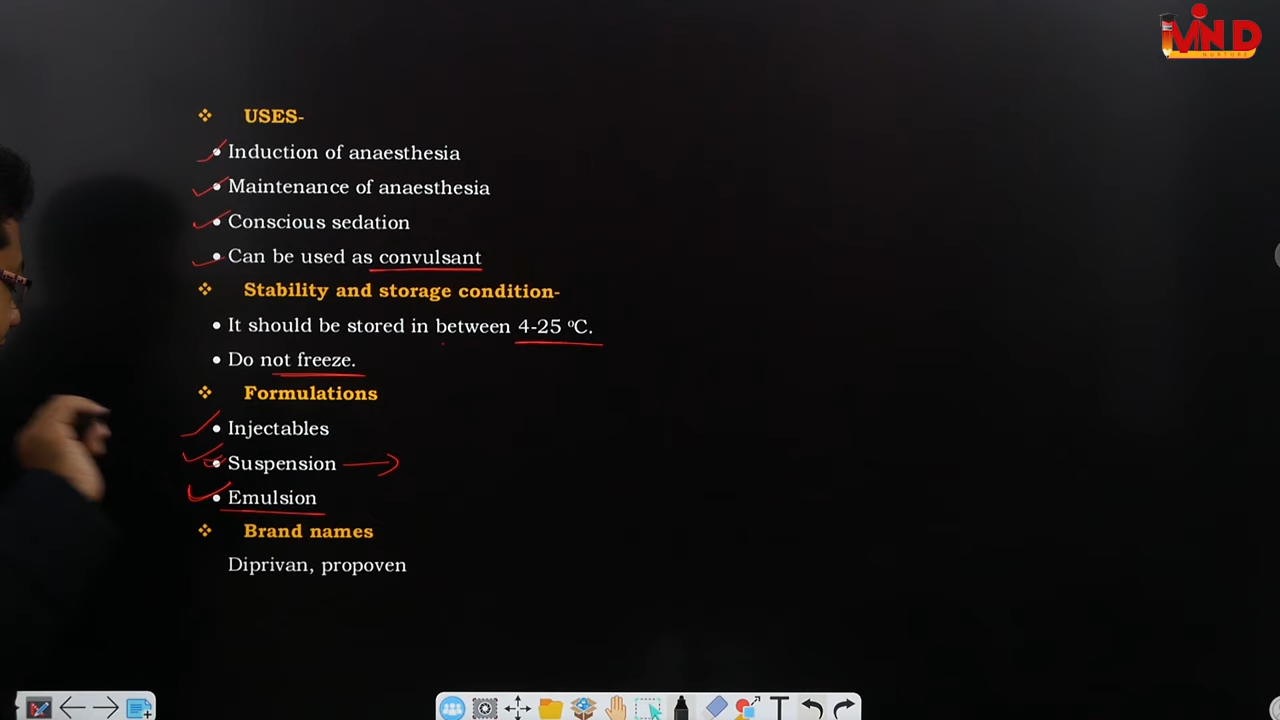 MIND
NURTURE
❖ USES-
• Induction of anaesthesia
• Maintenance of anaesthesia
• Conscious sedation
• Can be used as convulsant
❖ Stability and storage condition-
• It should be stored in between 4-25 ºC.
• Do not freeze.
❖ Formulations
• Injectables
• Suspension
• Emulsion
❖ Brand names
Diprivan, propoven